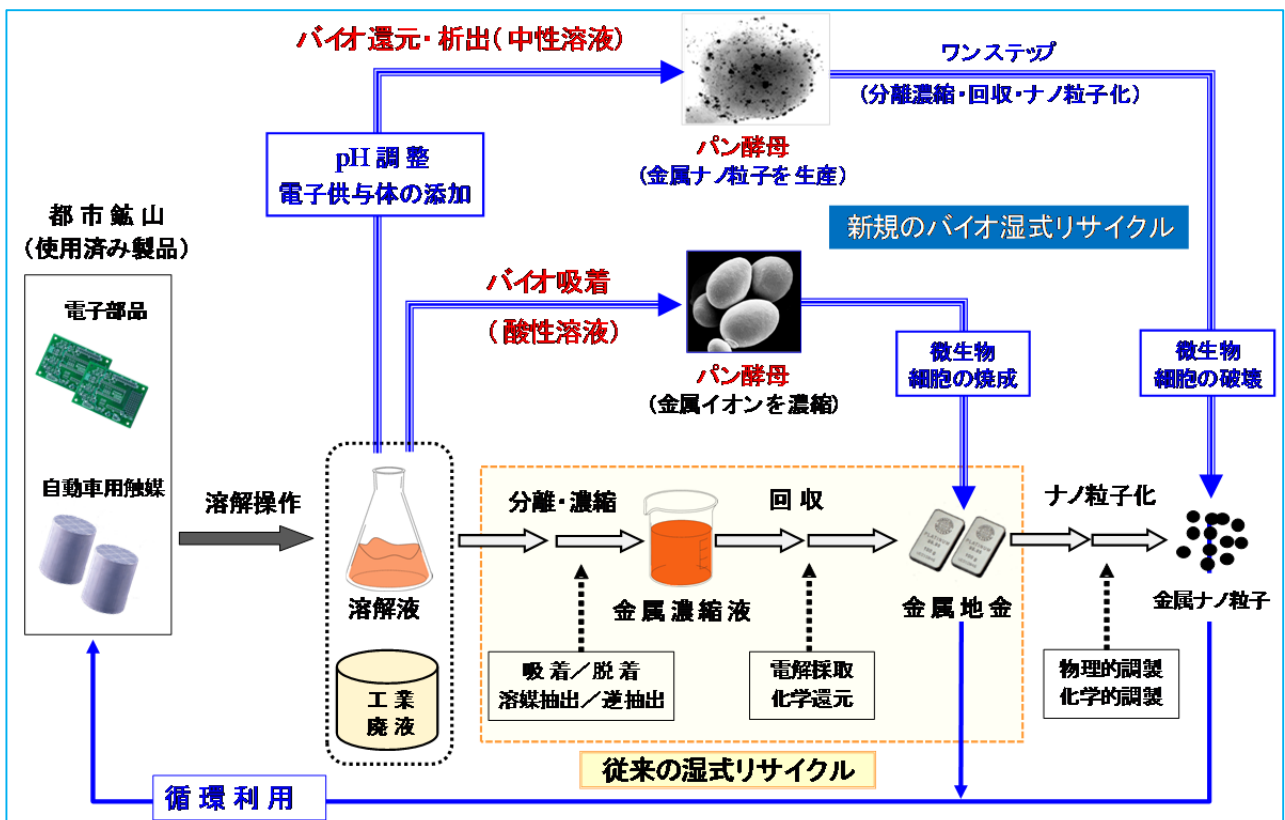 バイオ還元・析出(中性溶液)
ワンステップ
(分離濃縮・回収・ナノ粒子化)
pH 調整
電子供与体の添加
パン酵母
(金属ナノ粒子を生産)
都市鉱山
(使用済み製品)
新規のバイオ湿式リサイクル
電子部品
バイオ吸着
(酸性溶液)
パン酵母
(金属イオンを濃縮)
微生物
細胞の焼成
微生物
細胞の破壊
自動車用触媒
溶解操作
分離・濃縮
回収
ナノ粒子化
溶解液
金属濃縮液
金属地金
金属ナノ粒子
吸着/脱着
溶媒抽出/逆抽出
電解採取
化学還元
物理的調製
化学的調製
工業
廃液
従来の湿式リサイクル
循環利用